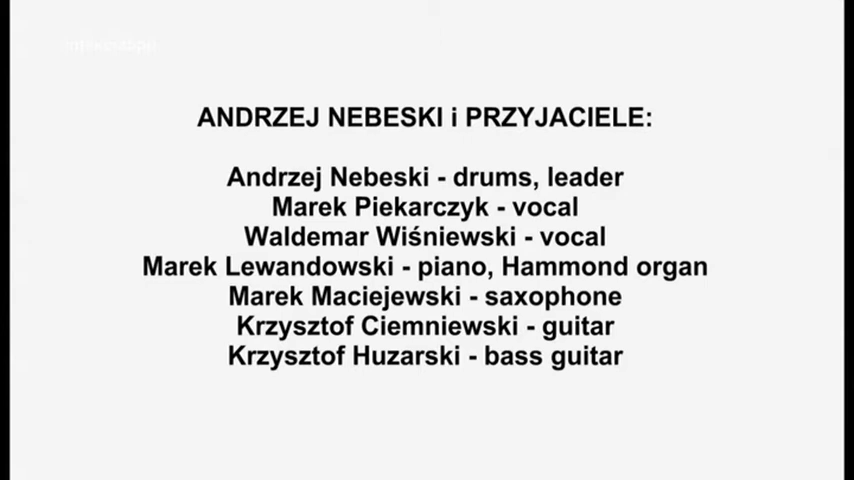 ANDRZEJ NEBESKI i PRZYJACIELE:
Andrzej Nebeski - drums, leader
Marek Piekarczyk - vocal
Waldemar Wiśniewski - vocal
Marek Lewandowski - piano, Hammond organ
Marek Maciejewski - saxophone
Krzysztof Ciemniewski - guitar
Krzysztof Huzarski - bass guitar